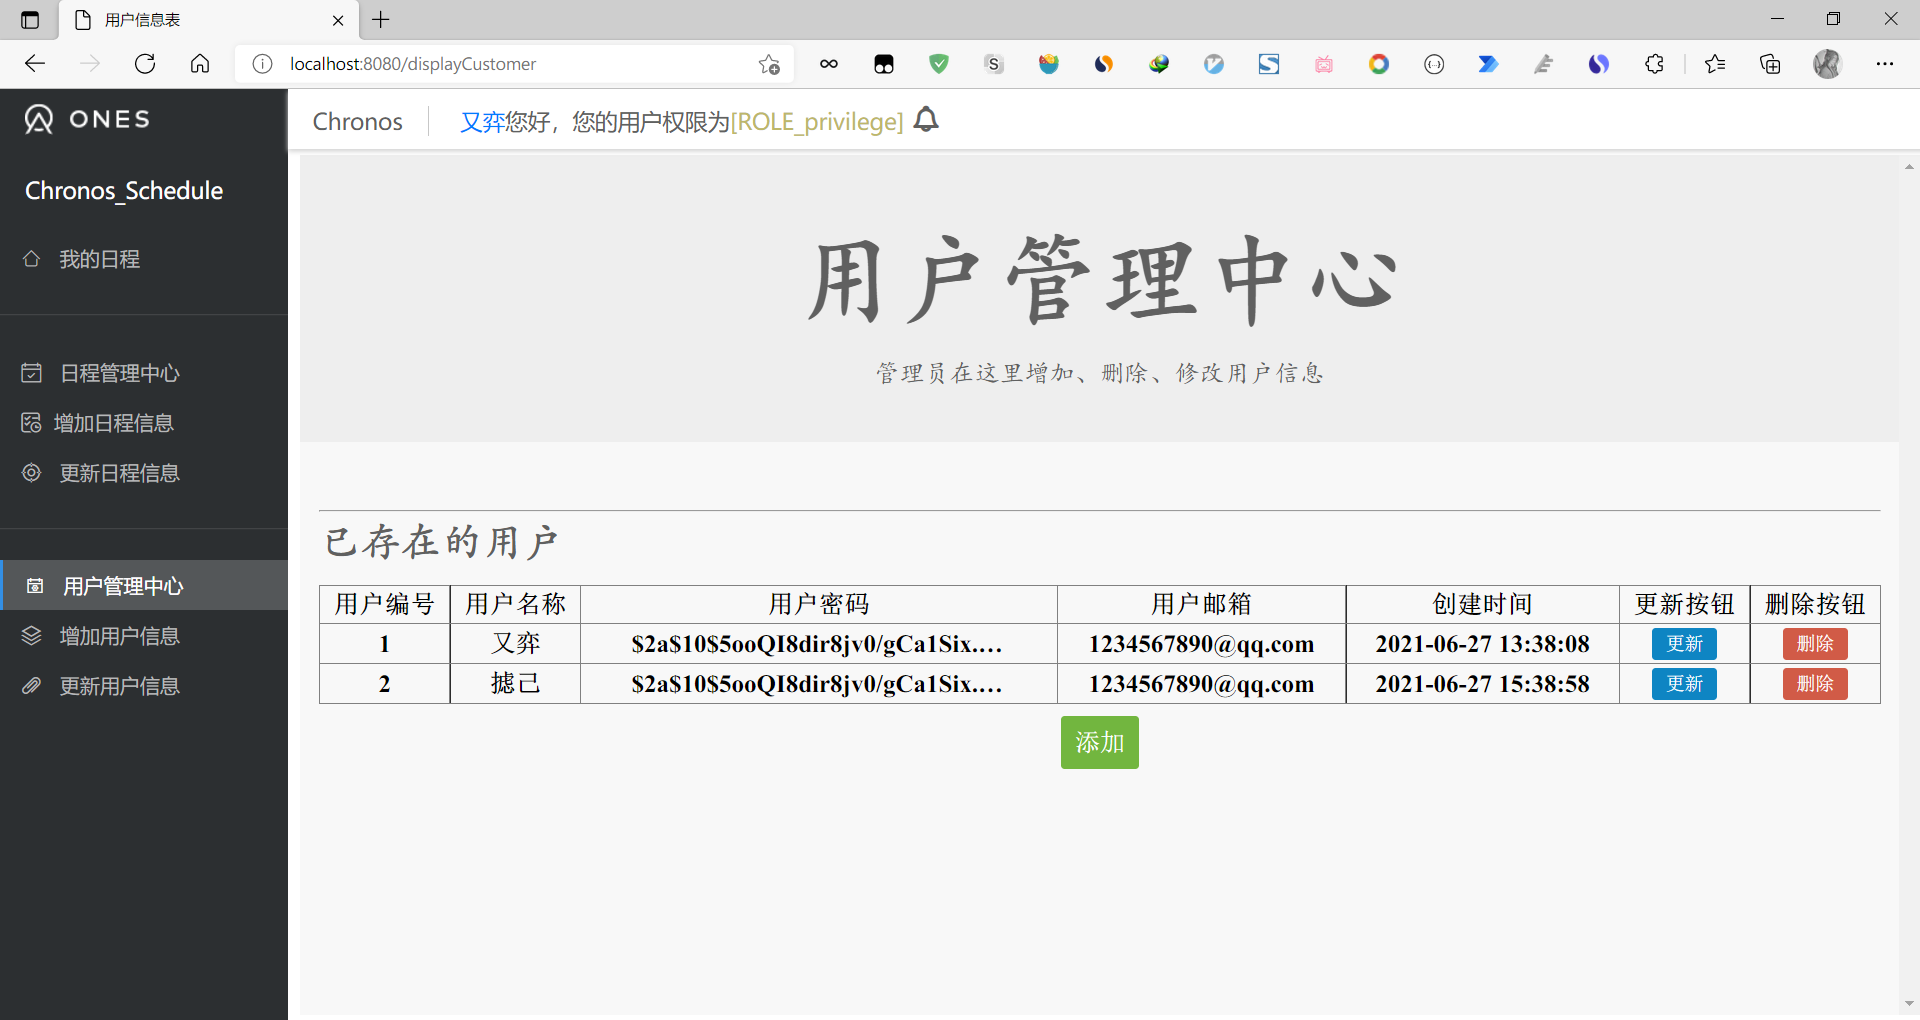 用户信息表
localhost:8080/displayCustomer
ONES
Chronos_Schedule
我的日程
日程管理中心
增加日程信息
更新日程信息
用户管理中心
增加用户信息
更新用户信息
Chronos
又弈您好，您的用户权限为[ROLE_privilege]
用户管理中心
管理员在这里增加、删除、修改用户信息
已存在的用户
用户编号 用户名称 用户密码 用户邮箱 创建时间 更新按钮 删除按钮
1 又弈 $2a$10$5ooQI8dir8jv0/gCa1Six.… 1234567890@qq.com 2021-06-27 13:38:08 更新 删除
2 摅己 $2a$10$5ooQI8dir8jv0/gCa1Six.… 1234567890@qq.com 2021-06-27 15:38:58 更新 删除
添加